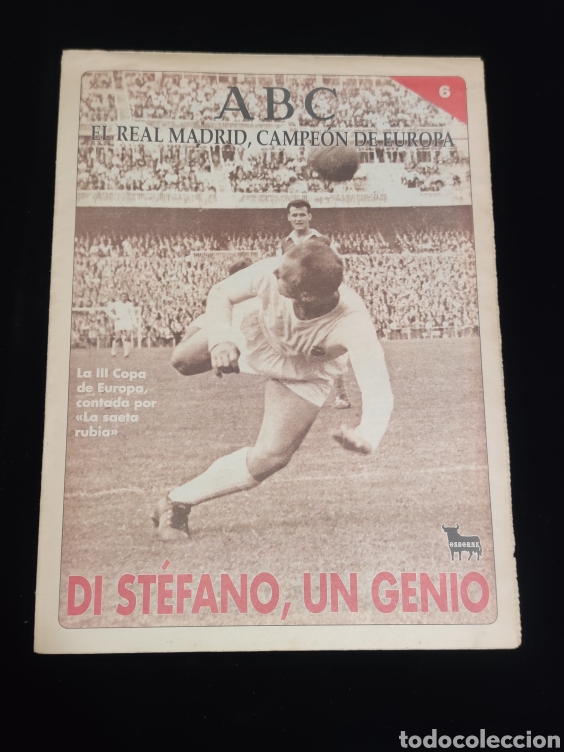 ABC
6
EL REAL MADRID, CAMPEÓN DE EUROPA
La III Copa
de Europa,
contada por
«La saeta
rubia»
OSBORNE
DI STÉFANO, UN GENIO
todocoleccion